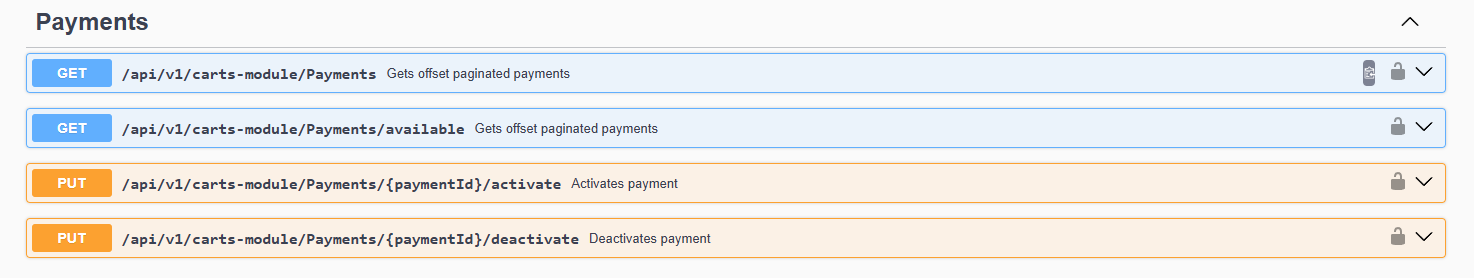 Payments
GET /api/v1/carts-module/Payments Gets offset paginated payments
GET /api/v1/carts-module/Payments/available Gets offset paginated payments
PUT /api/v1/carts-module/Payments/{paymentId}/activate Activates payment
PUT /api/v1/carts-module/Payments/{paymentId}/deactivate Deactivates payment